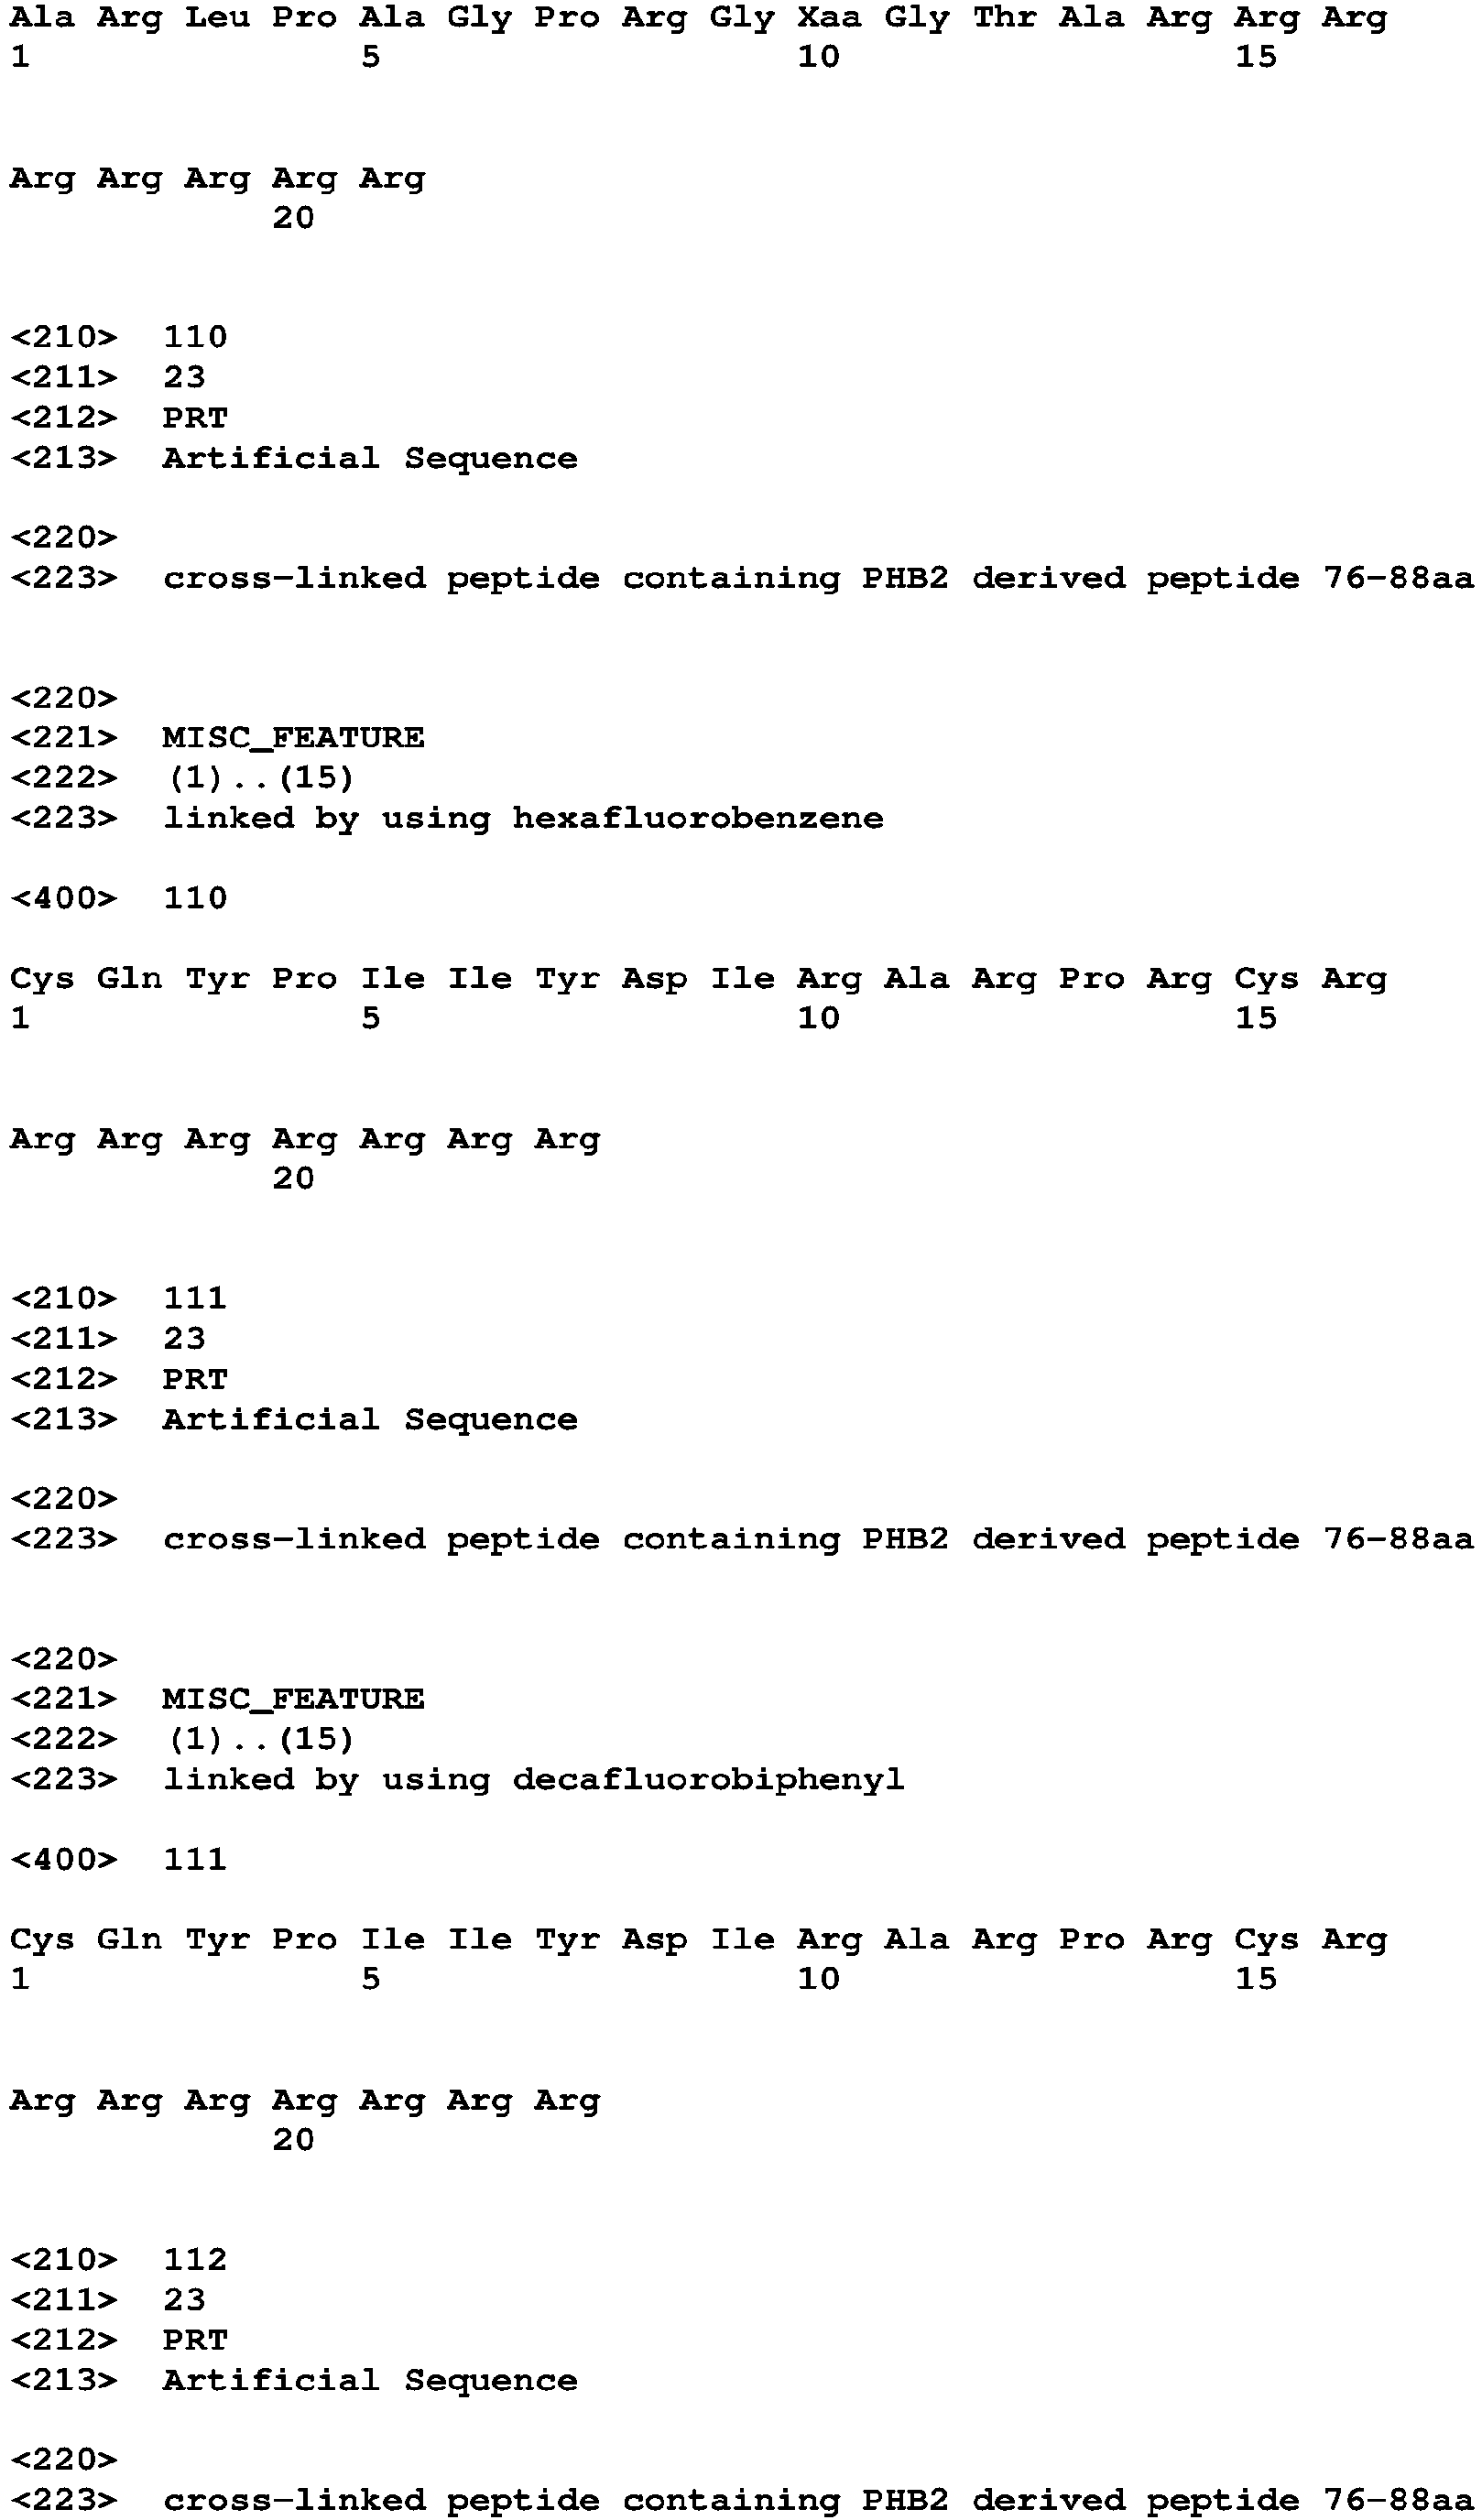 Ala Arg Leu Pro Ala Gly Pro Arg Gly Xaa Gly Thr Ala Arg Arg Arg
1 5 10 15
Arg Arg Arg Arg Arg
20
<210> 110
<211> 23
<212> PRT
<213> Artificial Sequence
<220>
<223> cross-linked peptide containing PHB2 derived peptide 76-88aa
<220>
<221> MISC_FEATURE
<222> (1)..(15)
<223> linked by using hexafluorobenzene
<400> 110
Cys Gln Tyr Pro Ile Ile Tyr Asp Ile Arg Ala Arg Pro Arg Cys Arg
1 5 10 15
Arg Arg Arg Arg Arg Arg Arg
20
<210> 111
<211> 23
<212> PRT
<213> Artificial Sequence
<220>
<223> cross-linked peptide containing PHB2 derived peptide 76-88aa
<220>
<221> MISC_FEATURE
<222> (1)..(15)
<223> linked by using decafluorobiphenyl
<400> 111
Cys Gln Tyr Pro Ile Ile Tyr Asp Ile Arg Ala Arg Pro Arg Cys Arg
1 5 10 15
Arg Arg Arg Arg Arg Arg Arg
20
<210> 112
<211> 23
<212> PRT
<213> Artificial Sequence
<220>
<223> cross-linked peptide containing PHB2 derived peptide 76-88aa